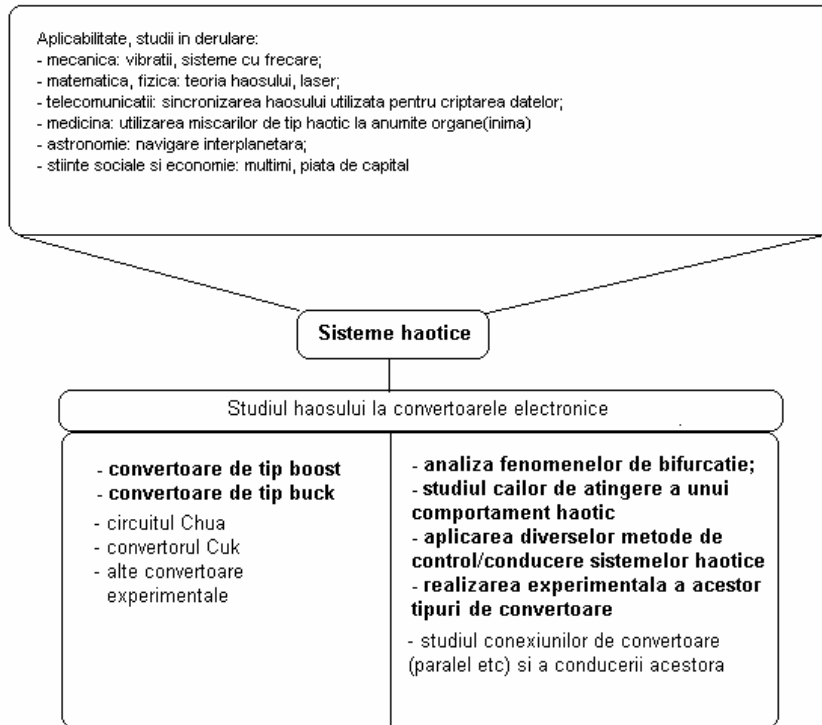 Aplicabilitate, studii in derulare:
- mecanica: vibratii, sisteme cu frecare;
- matematica, fizica: teoria haosului, laser;
- telecomunicatii: sincronizarea haosului utilizata pentru criptarea datelor;
- medicina: utilizarea miscarilor de tip haotic la anumite organe(inima)
- astronomie: navigare interplanetara;
- stiinte sociale si economie: multimi, piata de capital
Sisteme haotice
Studiul haosului la convertoarele electronice
- convertoare de tip boost
- convertoare de tip buck
- circuitul Chua
- convertorul Cuk
- alte convertoare
experimentale
- analiza fenomenelor de bifurcatie;
- studiul cailor de atingere a unui
comportament haotic
- aplicarea diverselor metode de
control/conducere sistemelor haotice
- realizarea experimentala a acestor
tipuri de convertoare
- studiul conexiunilor de convertoare
(paralel etc) si a conducerii acestora